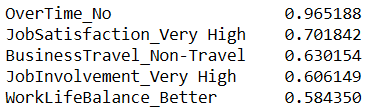 OverTime_No 0.965188
JobSatisfaction_Very High 0.701842
BusinessTravel_Non-Travel 0.630154
JobInvolvement_Very High 0.606149
WorkLifeBalance_Better 0.584350